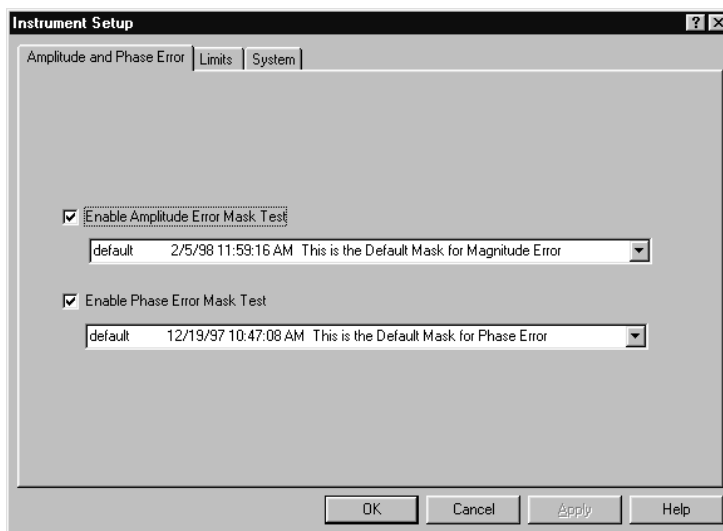 Instrument Setup
Amplitude and Phase Error Limits System
Enable Amplitude Error Mask Test
default 2/5/98 11:59:16 AM This is the Default Mask for Magnitude Error
Enable Phase Error Mask Test
default 12/19/97 10:47:08 AM This is the Default Mask for Phase Error
OK Cancel Apply Help